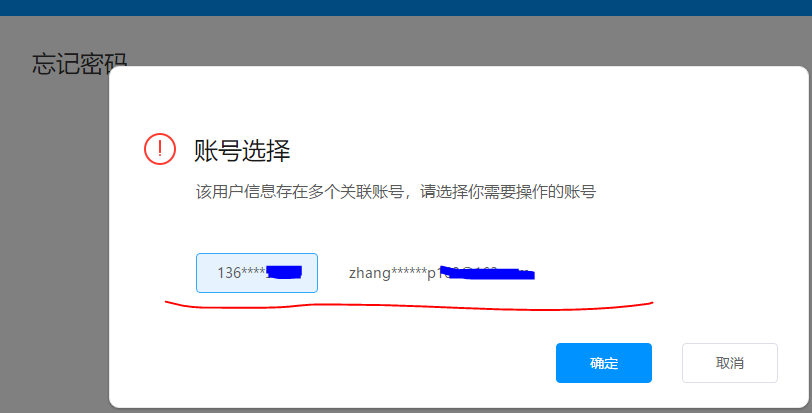 忘记密码
账号选择
该用户信息存在多个关联账号，请选择你需要操作的账号
136**** zhang******p1
确定 取消